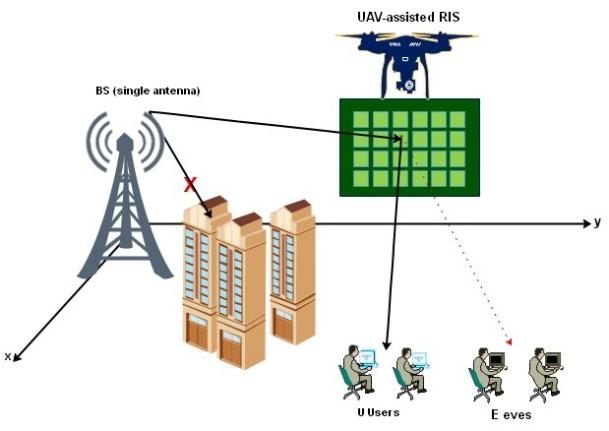 UAV-assisted RIS
BS (single antenna)
X
y
x
U Users
E eves